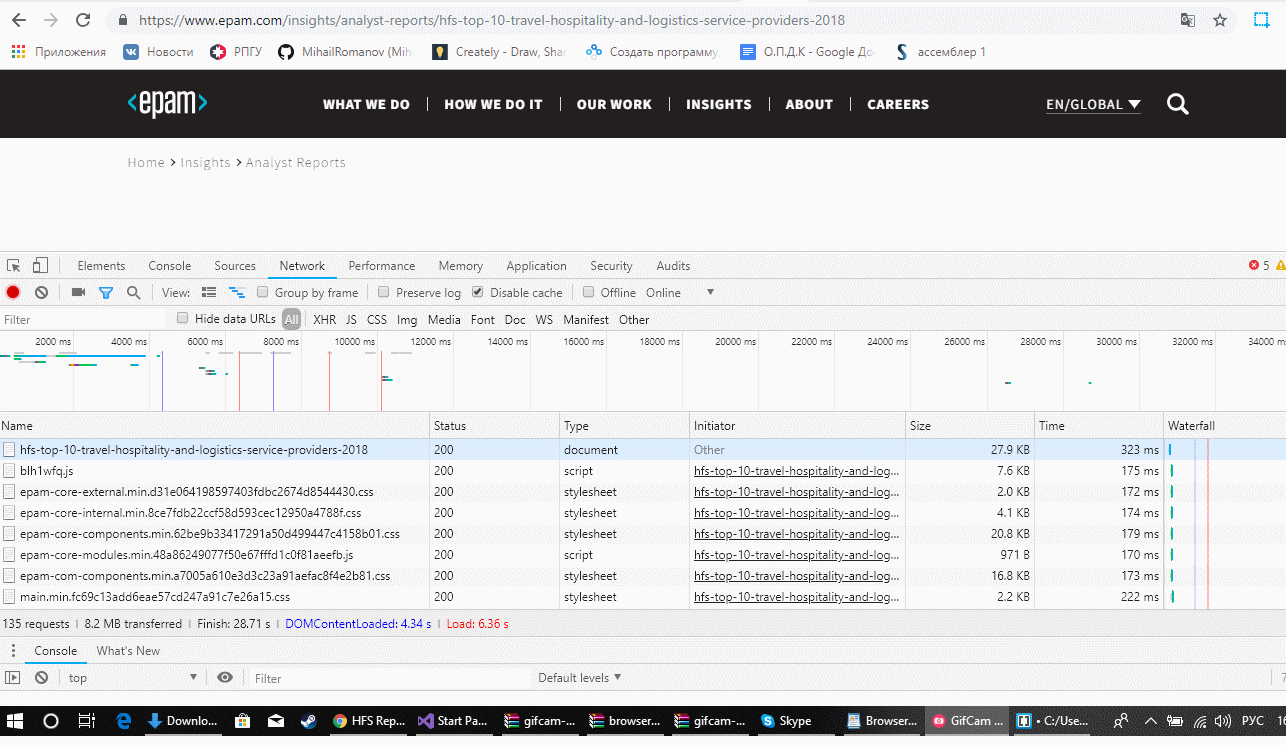 https://www.epam.com/insights/analyst-reports/hfs-top-10-travel-hospitality-and-logistics-service-providers-2018
Приложения Новости РПГУ MihailRomanov (Mih Creately - Draw, Shar Создать программу, О.П.Д.К - Google До ассемблер 1
<epam> WHAT WE DO HOW WE DO IT OUR WORK INSIGHTS ABOUT CAREERS EN/GLOBAL
Home > Insights > Analyst Reports
Elements Console Sources Network Performance Memory Application Security Audits 5
View: Group by frame Preserve log Disable cache Offline Online
Filter Hide data URLs All XHR JS CSS Img Media Font Doc WS Manifest Other
2000 ms 4000 ms 6000 ms 8000 ms 10000 ms 12000 ms 14000 ms 16000 ms 18000 ms 20000 ms 22000 ms 24000 ms 26000 ms 28000 ms 30000 ms 32000 ms 34000 m
Name Status Type Initiator Size Time Waterfall
hfs-top-10-travel-hospitality-and-logistics-service-providers-2018 200 document Other 27.9 KB 323 ms
blh1wfq.js 200 script hfs-top-10-travel-hospitality-and-log... 7.6 KB 175 ms
epam-core-external.min.d31e064198597403fdbc2674d8544430.css 200 stylesheet hfs-top-10-travel-hospitality-and-log... 2.0 KB 172 ms
epam-core-internal.min.8ce7fdb22ccf58d593cec12950a4788f.css 200 stylesheet hfs-top-10-travel-hospitality-and-log... 4.1 KB 174 ms
epam-core-components.min.62be9b33417291a50d499447c4158b01.css 200 stylesheet hfs-top-10-travel-hospitality-and-log... 20.8 KB 179 ms
epam-core-modules.min.48a86249077f50e67fffd1c0f81aeefb.js 200 script hfs-top-10-travel-hospitality-and-log... 971 B 170 ms
epam-com-components.min.a7005a610e3d3c23a91aefac8f4e2b81.css 200 stylesheet hfs-top-10-travel-hospitality-and-log... 16.8 KB 173 ms
main.min.fc69c13add6eae57cd247a91c7e26a15.css 200 stylesheet hfs-top-10-travel-hospitality-and-log... 2.2 KB 222 ms
135 requests | 8.2 MB transferred | Finish: 28.71 s | DOMContentLoaded: 4.34 s | Load: 6.36 s
Console What's New
top Filter Default levels 7
Downlo... HFS Rep... Start Pa... gifcam-... browser... gifcam-... Skype Browser... GifCam ... • C:/Use... РУС 16